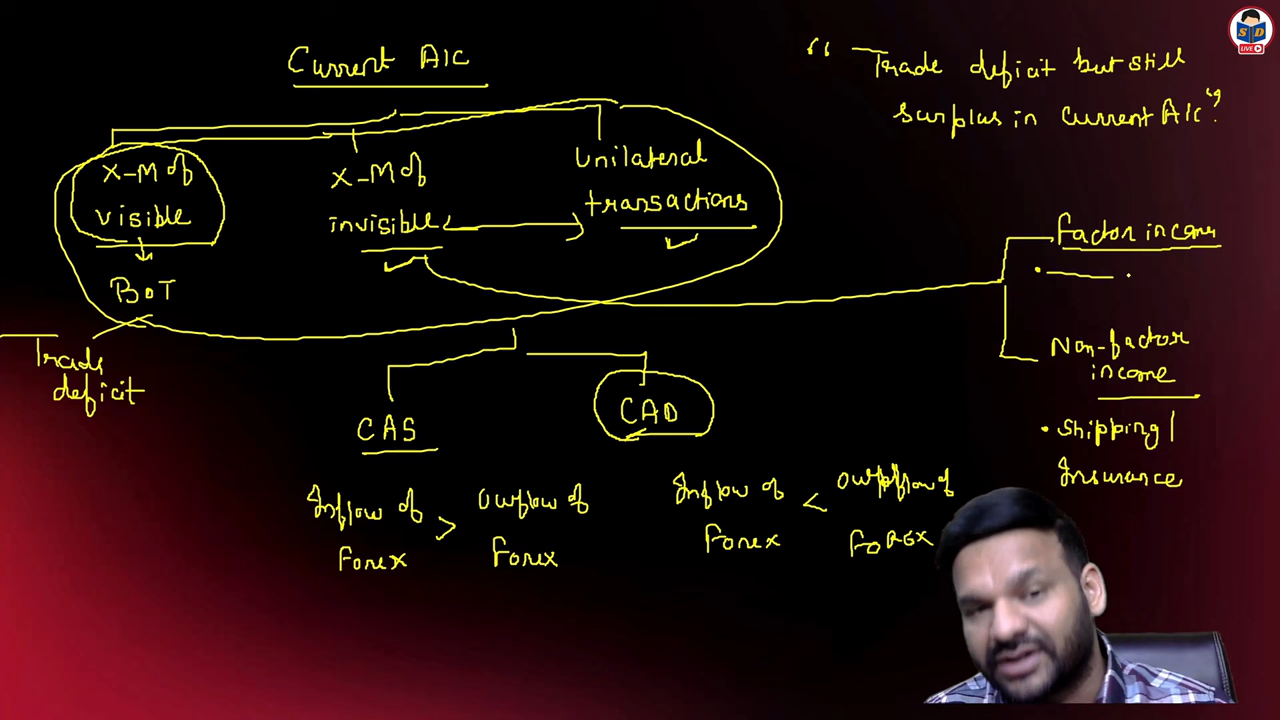 Current A/C
" Trade deficit but still
surplus in Current A/C"?
X-M of
visible
BOT
Trade
deficit
X-M of
invisible
Unilateral
transactions
Factor income
Non-factor
income
• Shipping/
Insurance
CAS
CAD
Inflow of
Forex
>
Outflow of
Forex
Inflow of
Forex
<
Outflow of
FOREX
S D
LIVE